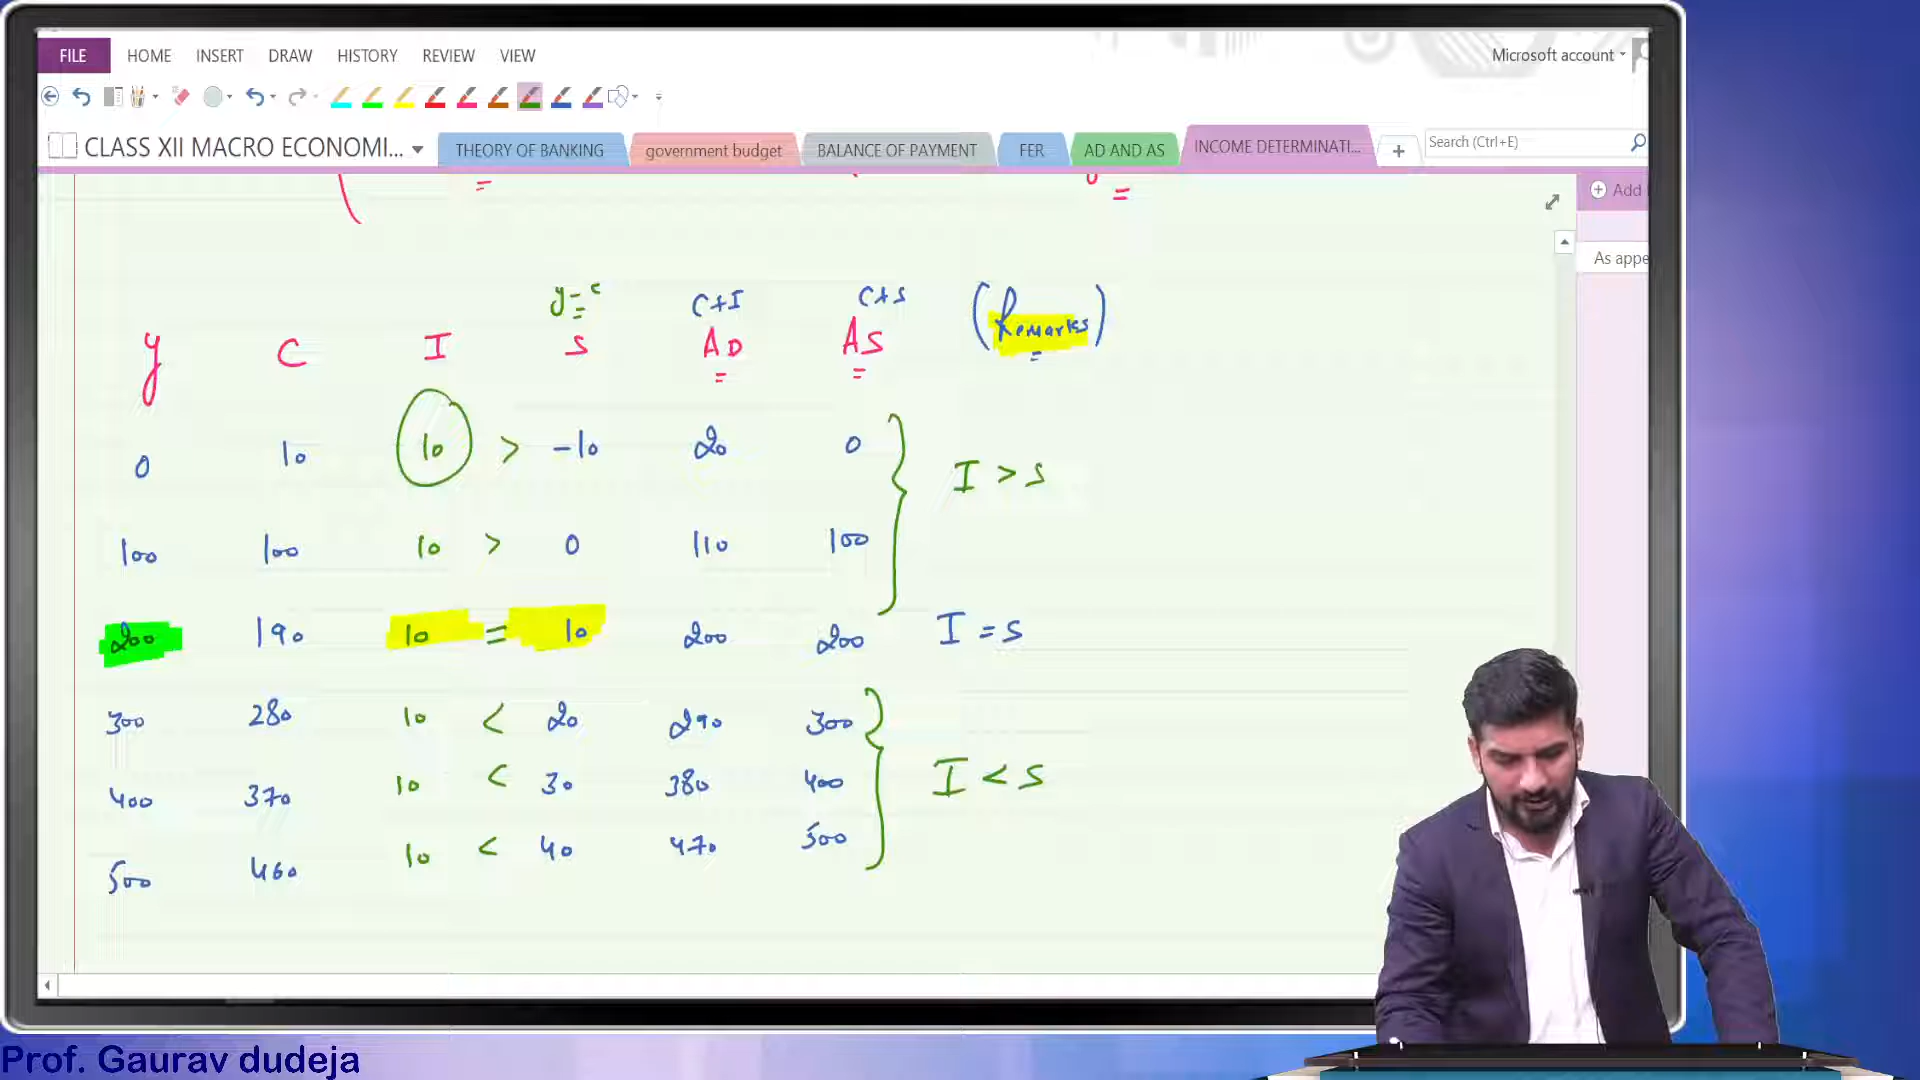 FILE HOME INSERT DRAW HISTORY REVIEW VIEW Microsoft account
CLASS XII MACRO ECONOMI... THEORY OF BANKING government budget BALANCE OF PAYMENT FER AD AND AS INCOME DETERMINATI... + Search (Ctrl+E)
Add
As appe
y = c C+I C+S (Remarks)
y C I S AD AS
0 10 10 > -10 20 0
I > S
100 100 10 > 0 110 100
200 190 10 = 10 200 200 I = S
300 280 10 < 20 290 300
400 370 10 < 30 380 400 I < S
500 460 10 < 40 470 500
Prof. Gaurav dudeja